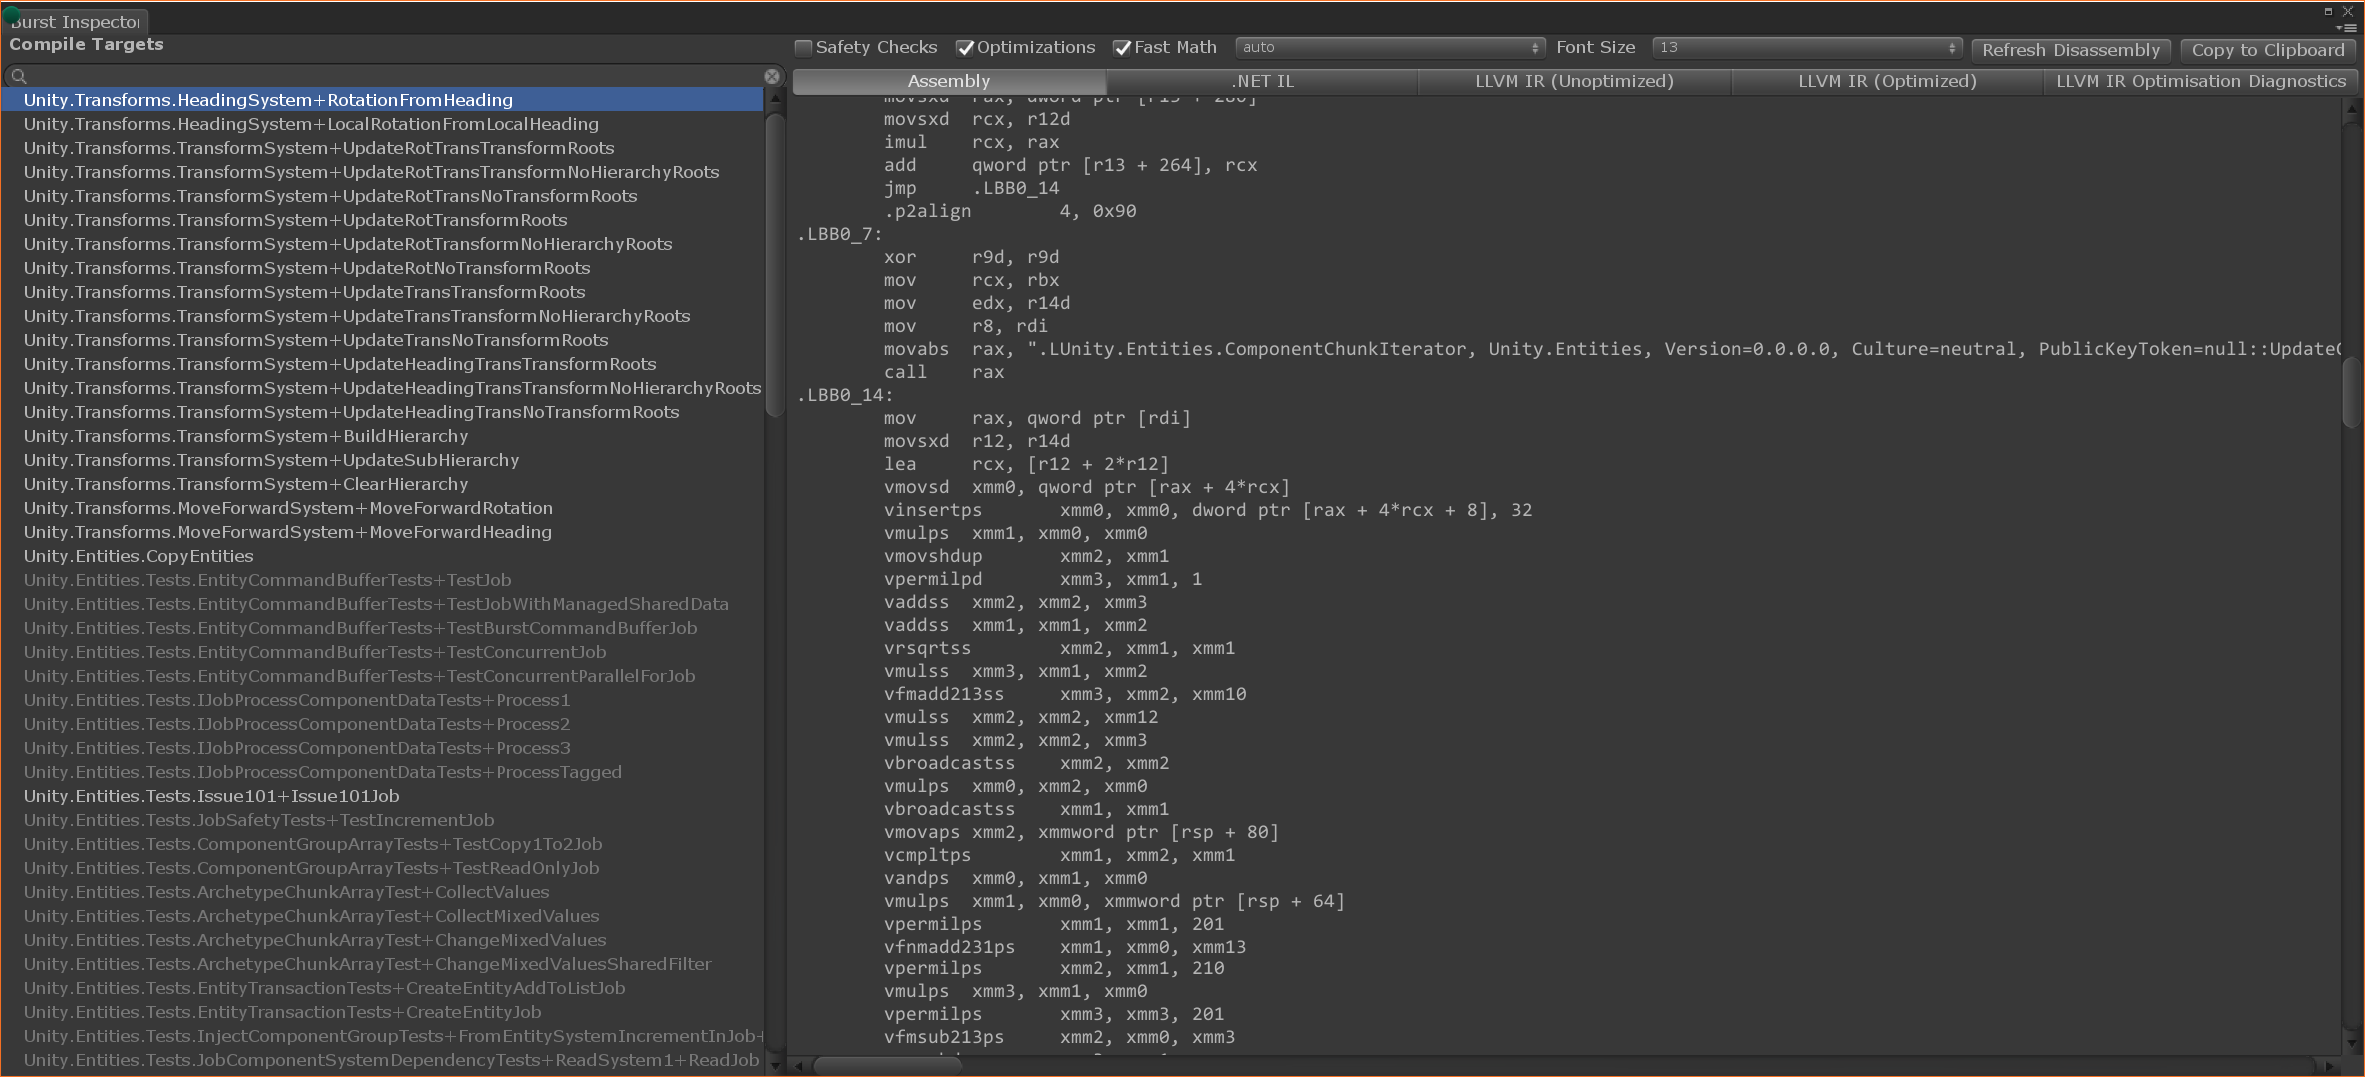 Burst Inspector
Compile Targets
Safety Checks Optimizations Fast Math auto Font Size 13 Refresh Disassembly Copy to Clipboard
Assembly .NET IL LLVM IR (Unoptimized) LLVM IR (Optimized) LLVM IR Optimisation Diagnostics
Unity.Transforms.HeadingSystem+RotationFromHeading
Unity.Transforms.HeadingSystem+LocalRotationFromLocalHeading
Unity.Transforms.TransformSystem+UpdateRotTransTransformRoots
Unity.Transforms.TransformSystem+UpdateRotTransTransformNoHierarchyRoots
Unity.Transforms.TransformSystem+UpdateRotTransNoTransformRoots
Unity.Transforms.TransformSystem+UpdateRotTransformRoots
Unity.Transforms.TransformSystem+UpdateRotTransformNoHierarchyRoots
Unity.Transforms.TransformSystem+UpdateRotNoTransformRoots
Unity.Transforms.TransformSystem+UpdateTransTransformRoots
Unity.Transforms.TransformSystem+UpdateTransTransformNoHierarchyRoots
Unity.Transforms.TransformSystem+UpdateTransNoTransformRoots
Unity.Transforms.TransformSystem+UpdateHeadingTransTransformRoots
Unity.Transforms.TransformSystem+UpdateHeadingTransTransformNoHierarchyRoots
Unity.Transforms.TransformSystem+UpdateHeadingTransNoTransformRoots
Unity.Transforms.TransformSystem+BuildHierarchy
Unity.Transforms.TransformSystem+UpdateSubHierarchy
Unity.Transforms.TransformSystem+ClearHierarchy
Unity.Transforms.MoveForwardSystem+MoveForwardRotation
Unity.Transforms.MoveForwardSystem+MoveForwardHeading
Unity.Entities.CopyEntities
Unity.Entities.Tests.EntityCommandBufferTests+TestJob
Unity.Entities.Tests.EntityCommandBufferTests+TestJobWithManagedSharedData
Unity.Entities.Tests.EntityCommandBufferTests+TestBurstCommandBufferJob
Unity.Entities.Tests.EntityCommandBufferTests+TestConcurrentJob
Unity.Entities.Tests.EntityCommandBufferTests+TestConcurrentParallelForJob
Unity.Entities.Tests.IJobProcessComponentDataTests+Process1
Unity.Entities.Tests.IJobProcessComponentDataTests+Process2
Unity.Entities.Tests.IJobProcessComponentDataTests+Process3
Unity.Entities.Tests.IJobProcessComponentDataTests+ProcessTagged
Unity.Entities.Tests.Issue101+Issue101Job
Unity.Entities.Tests.JobSafetyTests+TestIncrementJob
Unity.Entities.Tests.ComponentGroupArrayTests+TestCopy1To2Job
Unity.Entities.Tests.ComponentGroupArrayTests+TestReadOnlyJob
Unity.Entities.Tests.ArchetypeChunkArrayTest+CollectValues
Unity.Entities.Tests.ArchetypeChunkArrayTest+CollectMixedValues
Unity.Entities.Tests.ArchetypeChunkArrayTest+ChangeMixedValues
Unity.Entities.Tests.ArchetypeChunkArrayTest+ChangeMixedValuesSharedFilter
Unity.Entities.Tests.EntityTransactionTests+CreateEntityAddToListJob
Unity.Entities.Tests.EntityTransactionTests+CreateEntityJob
Unity.Entities.Tests.InjectComponentGroupTests+FromEntitySystemIncrementInJob+
Unity.Entities.Tests.JobComponentSystemDependencyTests+ReadSystem1+ReadJob
movsxd rax, dword ptr [r13 + 280]
movsxd rcx, r12d
imul rcx, rax
add qword ptr [r13 + 264], rcx
jmp .LBB0_14
.p2align 4, 0x90
.LBB0_7:
xor r9d, r9d
mov rcx, rbx
mov edx, r14d
mov r8, rdi
movabs rax, ".LUnity.Entities.ComponentChunkIterator, Unity.Entities, Version=0.0.0.0, Culture=neutral, PublicKeyToken=null::Update
call rax
.LBB0_14:
mov rax, qword ptr [rdi]
movsxd r12, r14d
lea rcx, [r12 + 2*r12]
vmovsd xmm0, qword ptr [rax + 4*rcx]
vinsertps xmm0, xmm0, dword ptr [rax + 4*rcx + 8], 32
vmulps xmm1, xmm0, xmm0
vmovshdup xmm2, xmm1
vpermilpd xmm3, xmm1, 1
vaddss xmm2, xmm2, xmm3
vaddss xmm1, xmm1, xmm2
vrsqrtss xmm2, xmm1, xmm1
vmulss xmm3, xmm1, xmm2
vfmadd213ss xmm3, xmm2, xmm10
vmulss xmm2, xmm2, xmm12
vmulss xmm2, xmm2, xmm3
vbroadcastss xmm2, xmm2
vmulps xmm0, xmm2, xmm0
vbroadcastss xmm1, xmm1
vmovaps xmm2, xmmword ptr [rsp + 80]
vcmpltps xmm1, xmm2, xmm1
vandps xmm0, xmm1, xmm0
vmulps xmm1, xmm0, xmmword ptr [rsp + 64]
vpermilps xmm1, xmm1, 201
vfnmadd231ps xmm1, xmm0, xmm13
vpermilps xmm2, xmm1, 210
vmulps xmm3, xmm1, xmm0
vpermilps xmm3, xmm3, 201
vfmsub213ps xmm2, xmm0, xmm3